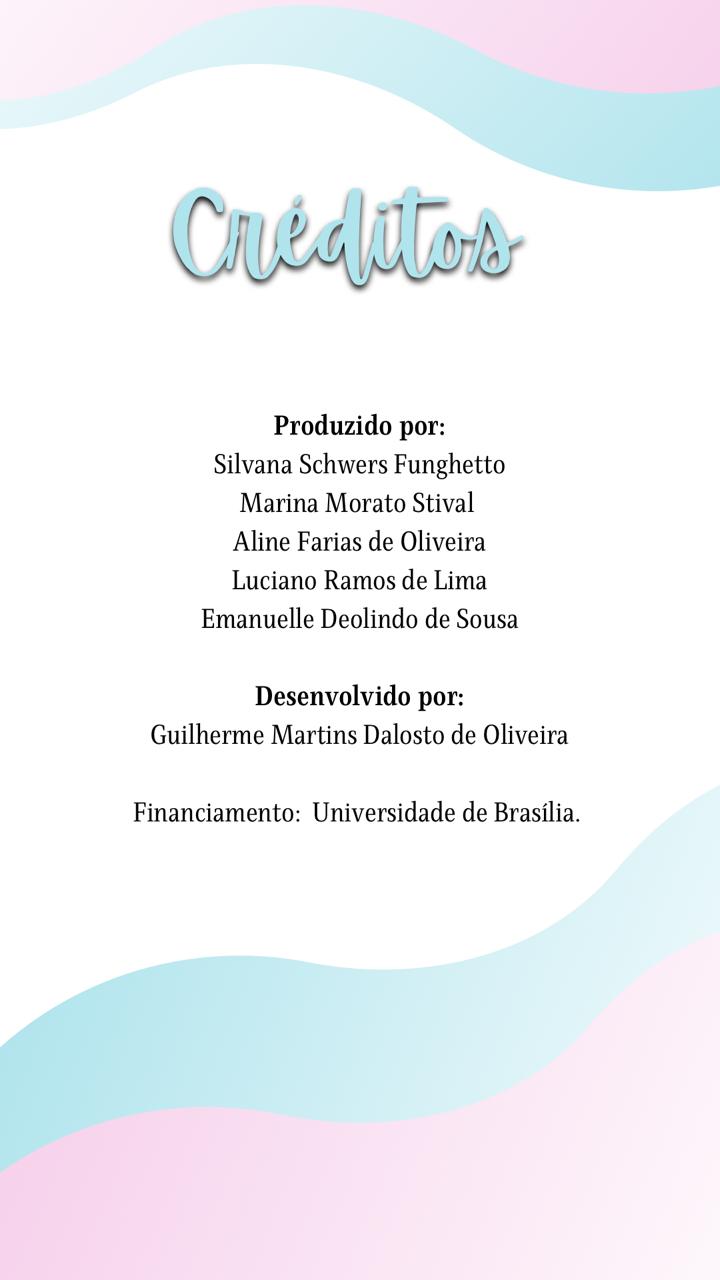 Créditos
Produzido por:
Silvana Schwers Funghetto
Marina Morato Stival
Aline Farias de Oliveira
Luciano Ramos de Lima
Emanuelle Deolindo de Sousa
Desenvolvido por:
Guilherme Martins Dalosto de Oliveira
Financiamento: Universidade de Brasília.